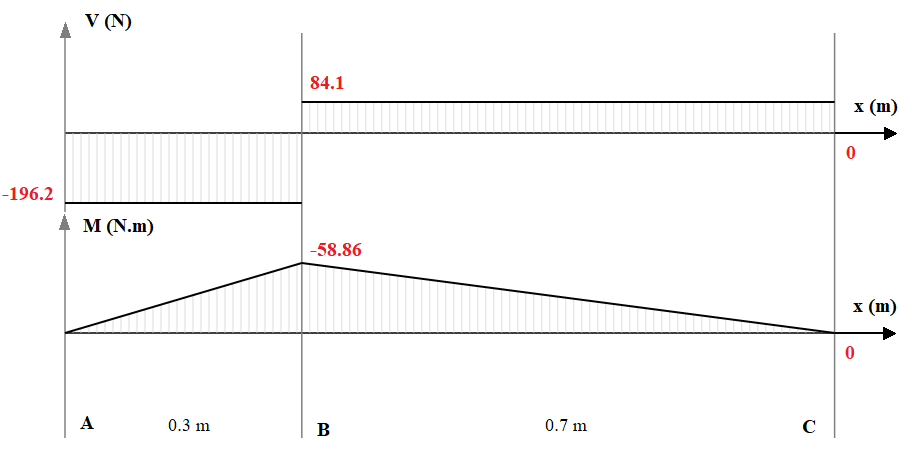 V (N)
84.1
x (m)
0
-196.2
M (N.m)
-58.86
x (m)
0
A
0.3 m
B
0.7 m
C